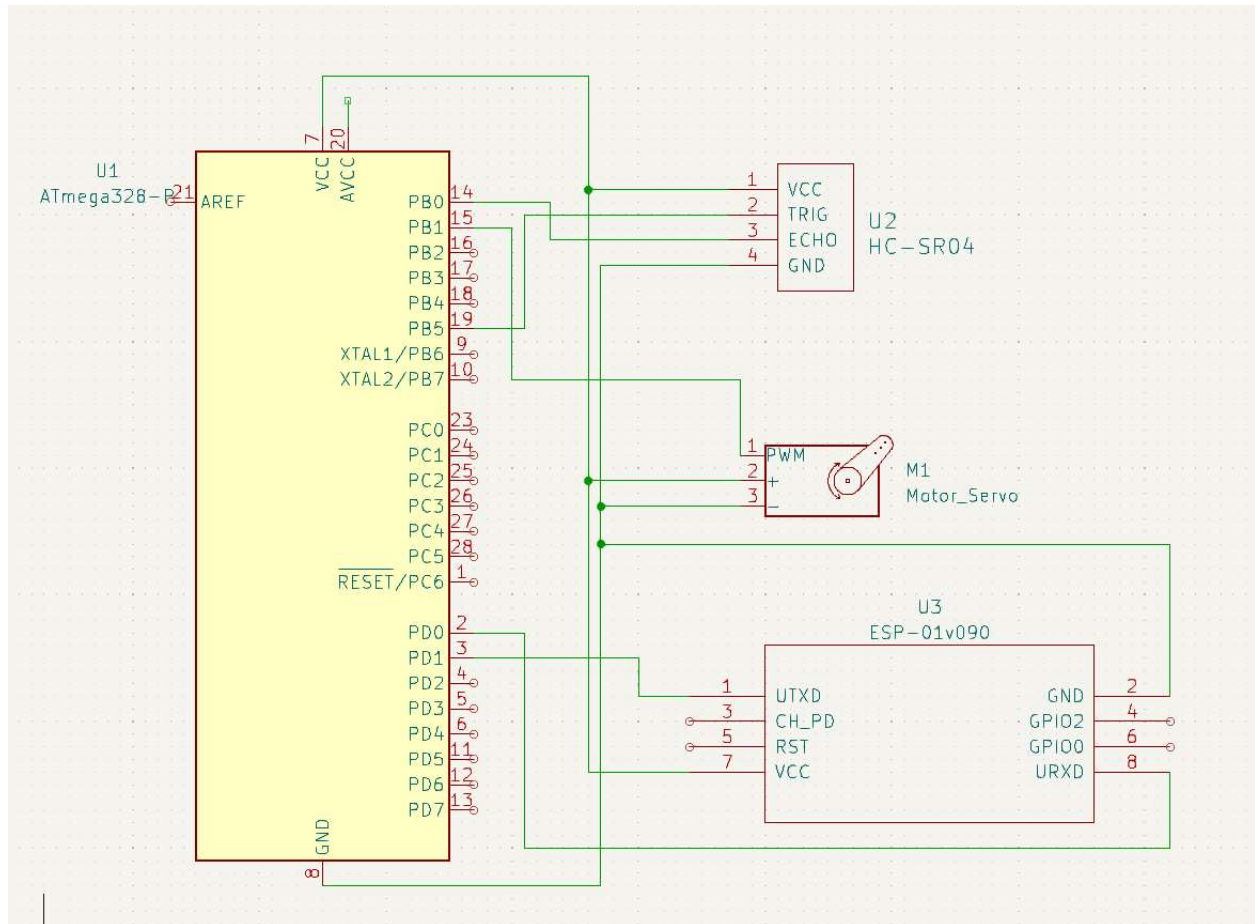 U1
ATmega328-P
21
AREF
7
VCC
20
AVCC
PB0
14
PB1
15
PB2
16
PB3
17
PB4
18
PB5
19
XTAL1/PB6
9
XTAL2/PB7
10
PC0
23
PC1
24
PC2
25
PC3
26
PC4
27
PC5
28
RESET/PC6
1
PD0
2
PD1
3
PD2
4
PD3
5
PD4
6
PD5
11
PD6
12
PD7
13
GND
8
1
VCC
2
TRIG
3
ECHO
4
GND
U2
HC-SR04
1
PWM
2
+
3
-
M1
Motor_Servo
U3
ESP-01v090
1
UTXD
3
CH_PD
5
RST
7
VCC
GND
2
GPIO2
4
GPIO0
6
URXD
8